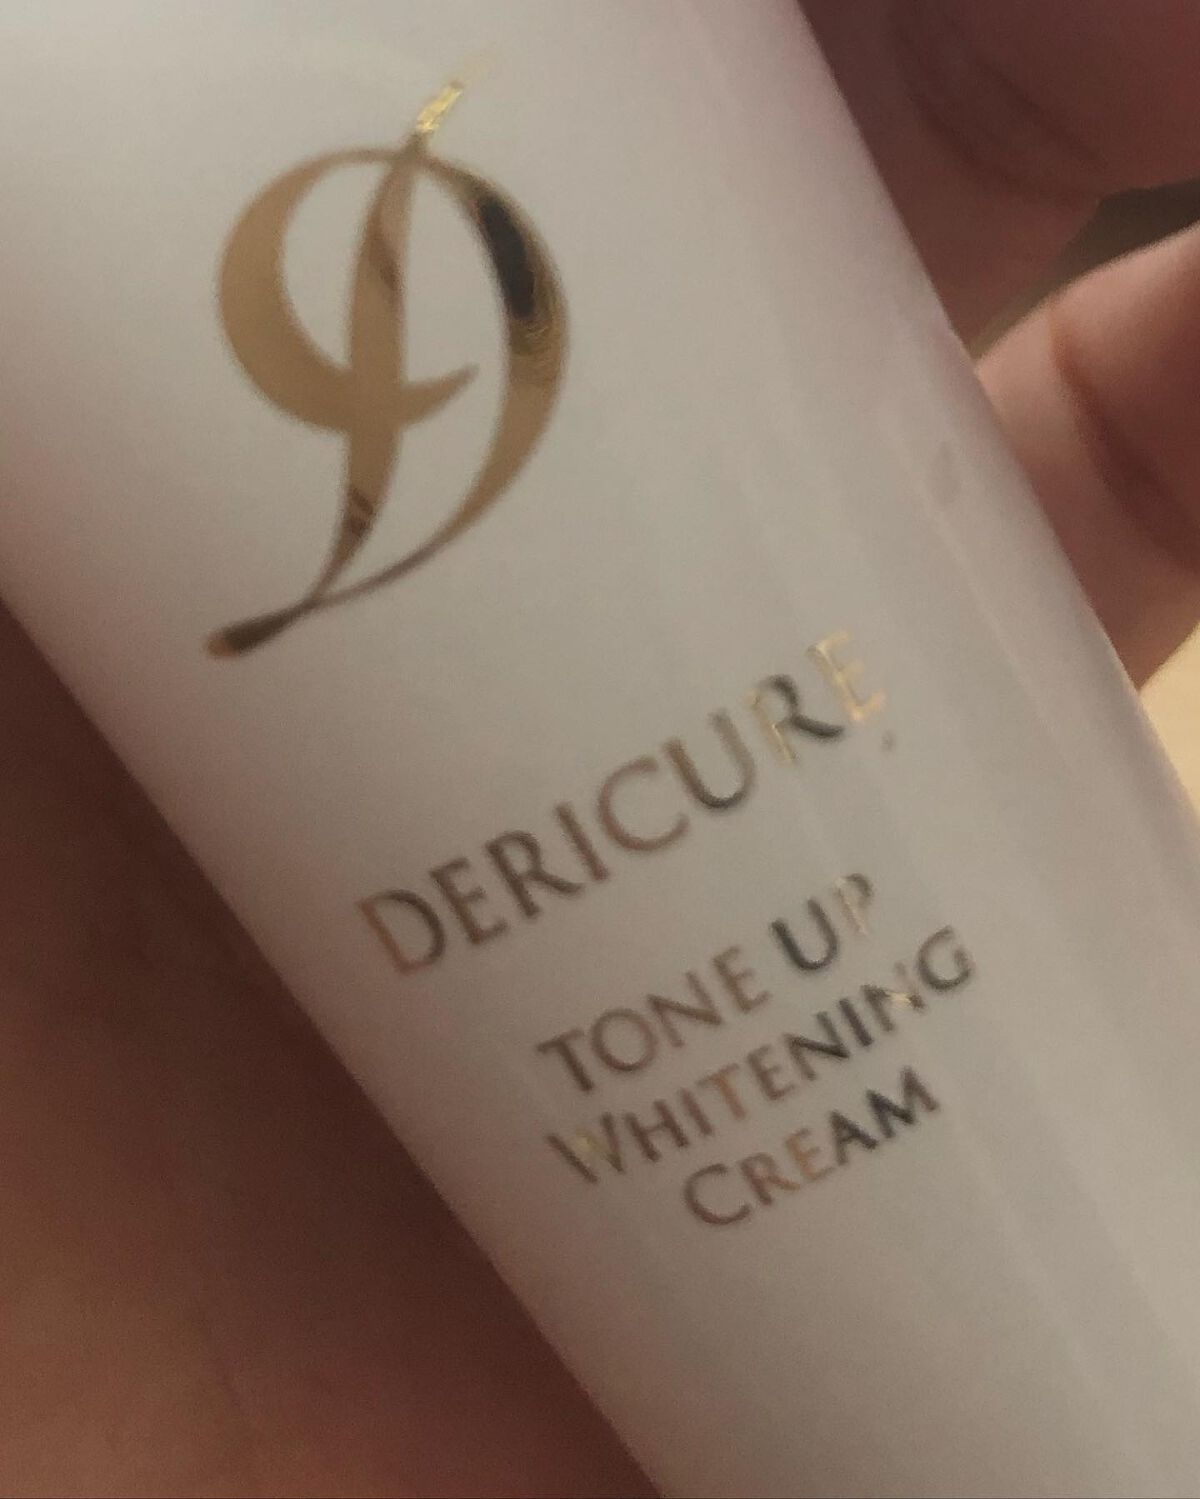 D
DERICURE
TONE UP
WHITENING
CREAM